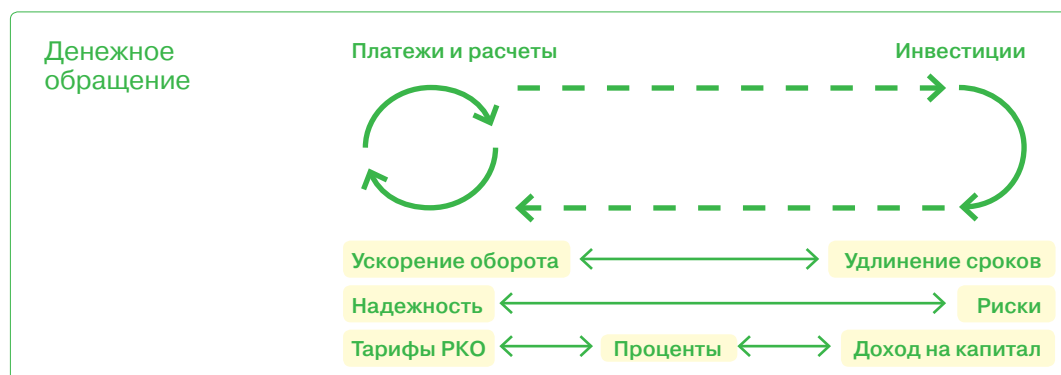 Денежное
обращение
Платежи и расчеты
Инвестиции
Ускорение оборота
Удлинение сроков
Надежность
Риски
Тарифы РКО
Проценты
Доход на капитал